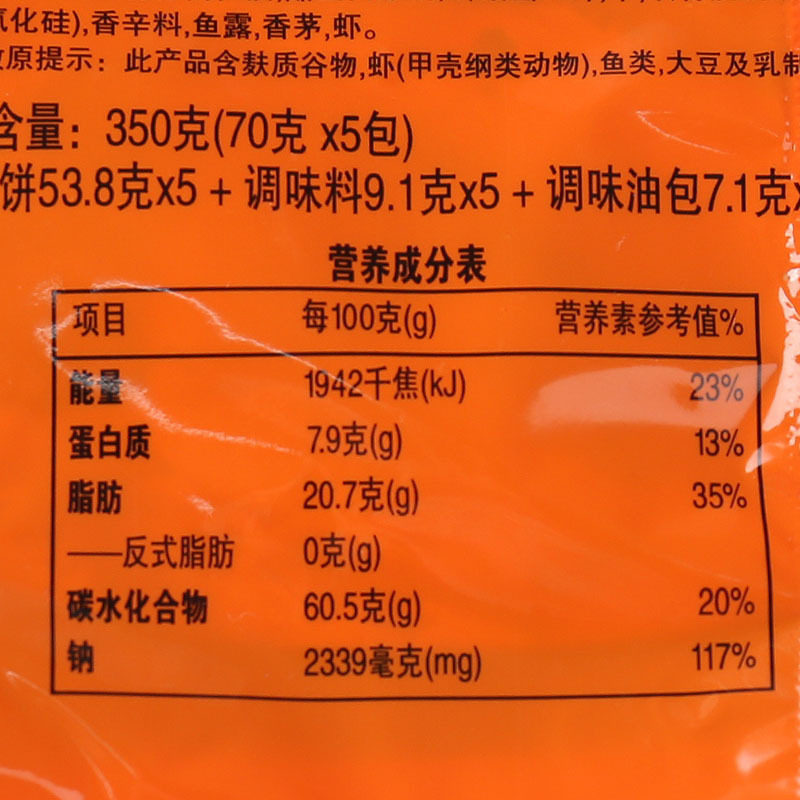 氧化硅),香辛料,鱼露,香茅,虾。
原提示：此产品含麸质谷物,虾(甲壳纲类动物),鱼类,大豆及乳制
含量：350克(70克 x5包)
饼53.8克x5 + 调味料9.1克x5 + 调味油包7.1克x
营养成分表
项目 每100克(g) 营养素参考值%
能量 1942千焦(kJ) 23%
蛋白质 7.9克(g) 13%
脂肪 20.7克(g) 35%
——反式脂肪 0克(g)
碳水化合物 60.5克(g) 20%
钠 2339毫克(mg) 117%